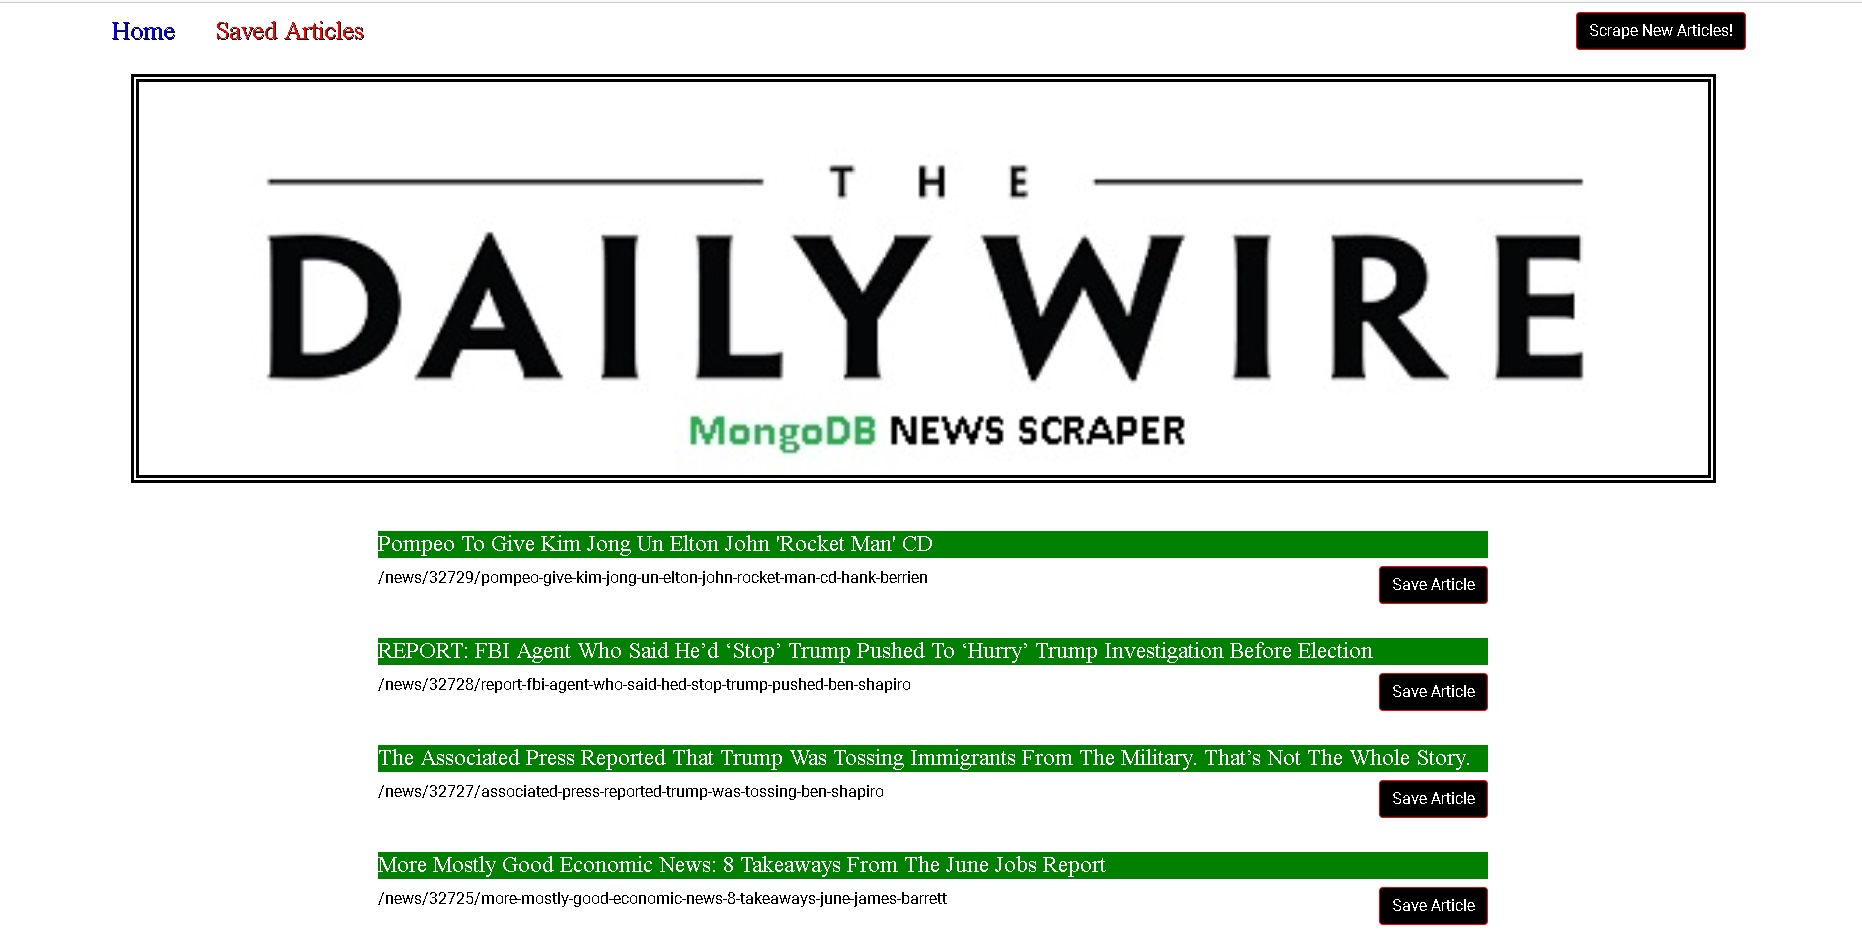 Home Saved Articles Scrape New Articles!
T H E
DAILY WIRE
MongoDB NEWS SCRAPER
Pompeo To Give Kim Jong Un Elton John 'Rocket Man' CD
/news/32729/pompeo-give-kim-jong-un-elton-john-rocket-man-cd-hank-berrien
Save Article
REPORT: FBI Agent Who Said He’d ‘Stop’ Trump Pushed To ‘Hurry’ Trump Investigation Before Election
/news/32728/report-fbi-agent-who-said-hed-stop-trump-pushed-ben-shapiro
Save Article
The Associated Press Reported That Trump Was Tossing Immigrants From The Military. That’s Not The Whole Story.
/news/32727/associated-press-reported-trump-was-tossing-ben-shapiro
Save Article
More Mostly Good Economic News: 8 Takeaways From The June Jobs Report
/news/32725/more-mostly-good-economic-news-8-takeaways-june-james-barrett
Save Article